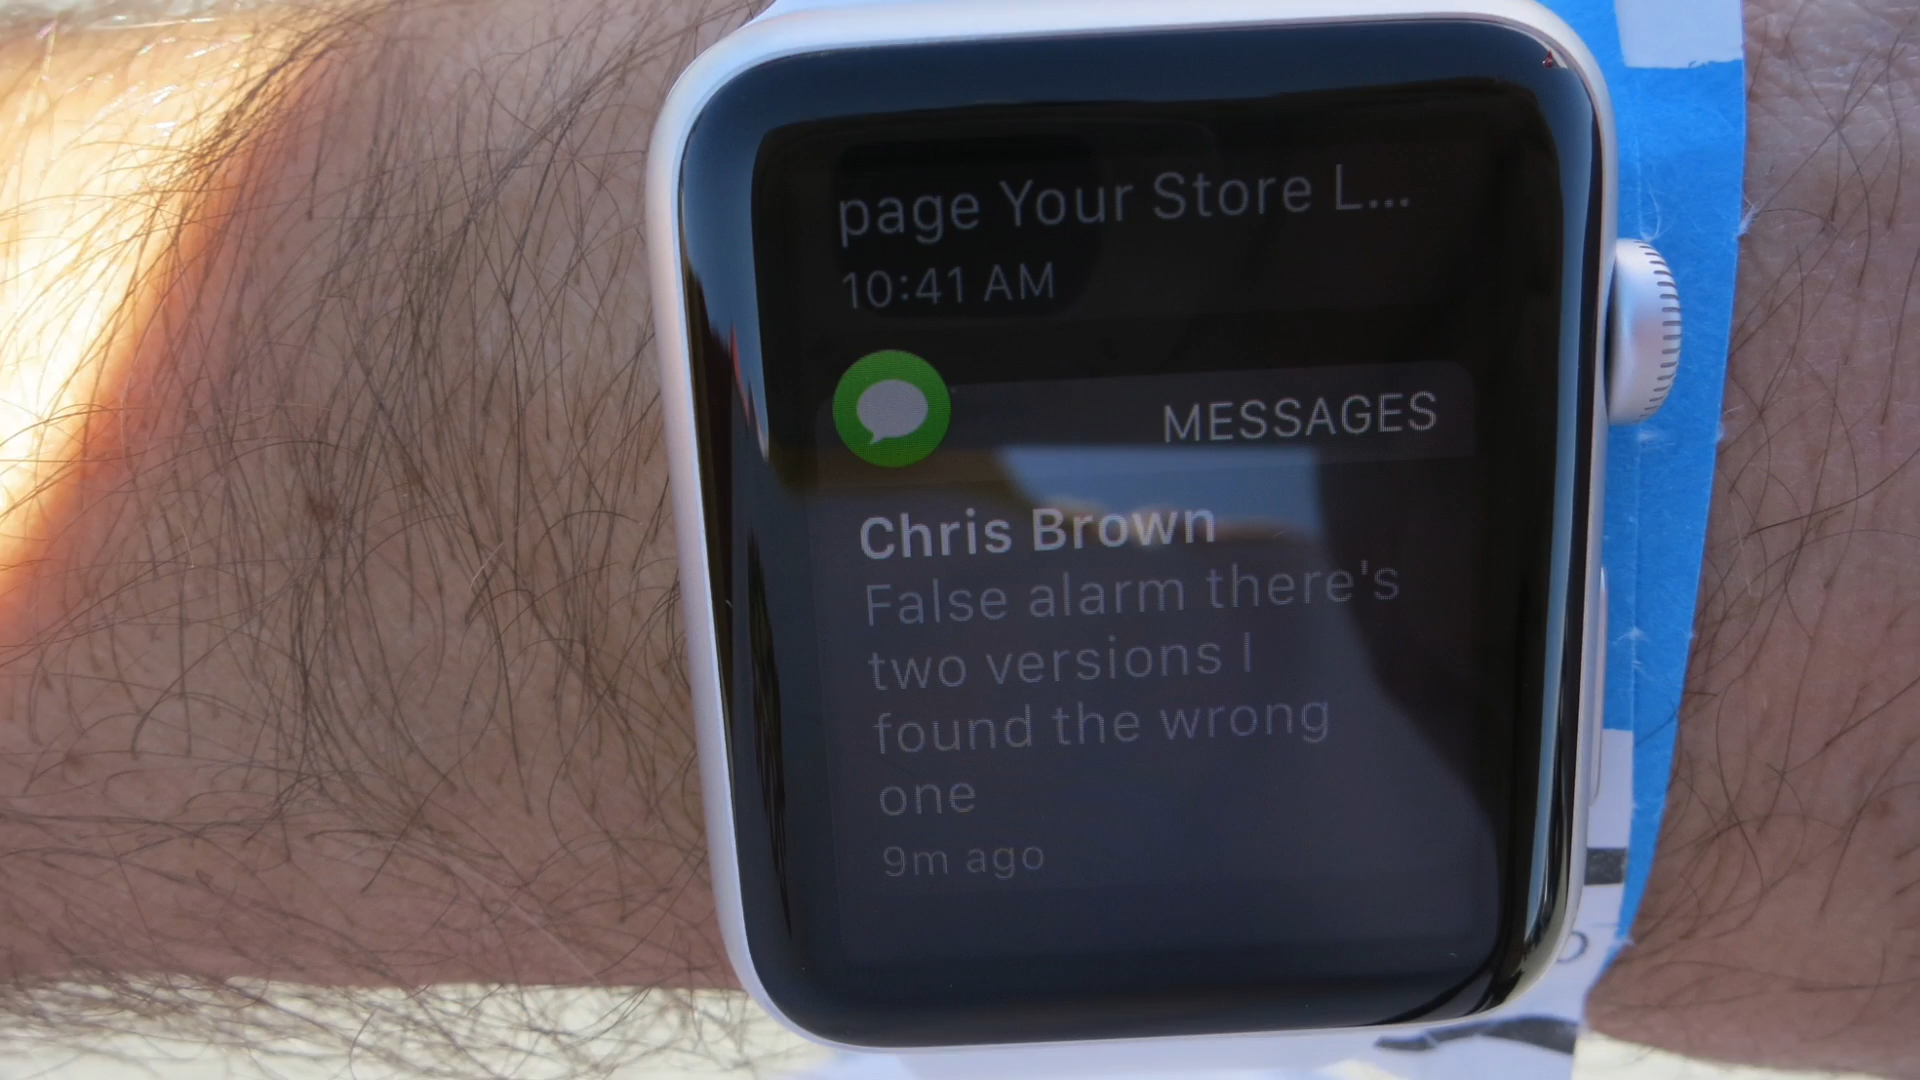 page Your Store L...
10:41 AM
MESSAGES
Chris Brown
False alarm there's
two versions I
found the wrong
one
9m ago